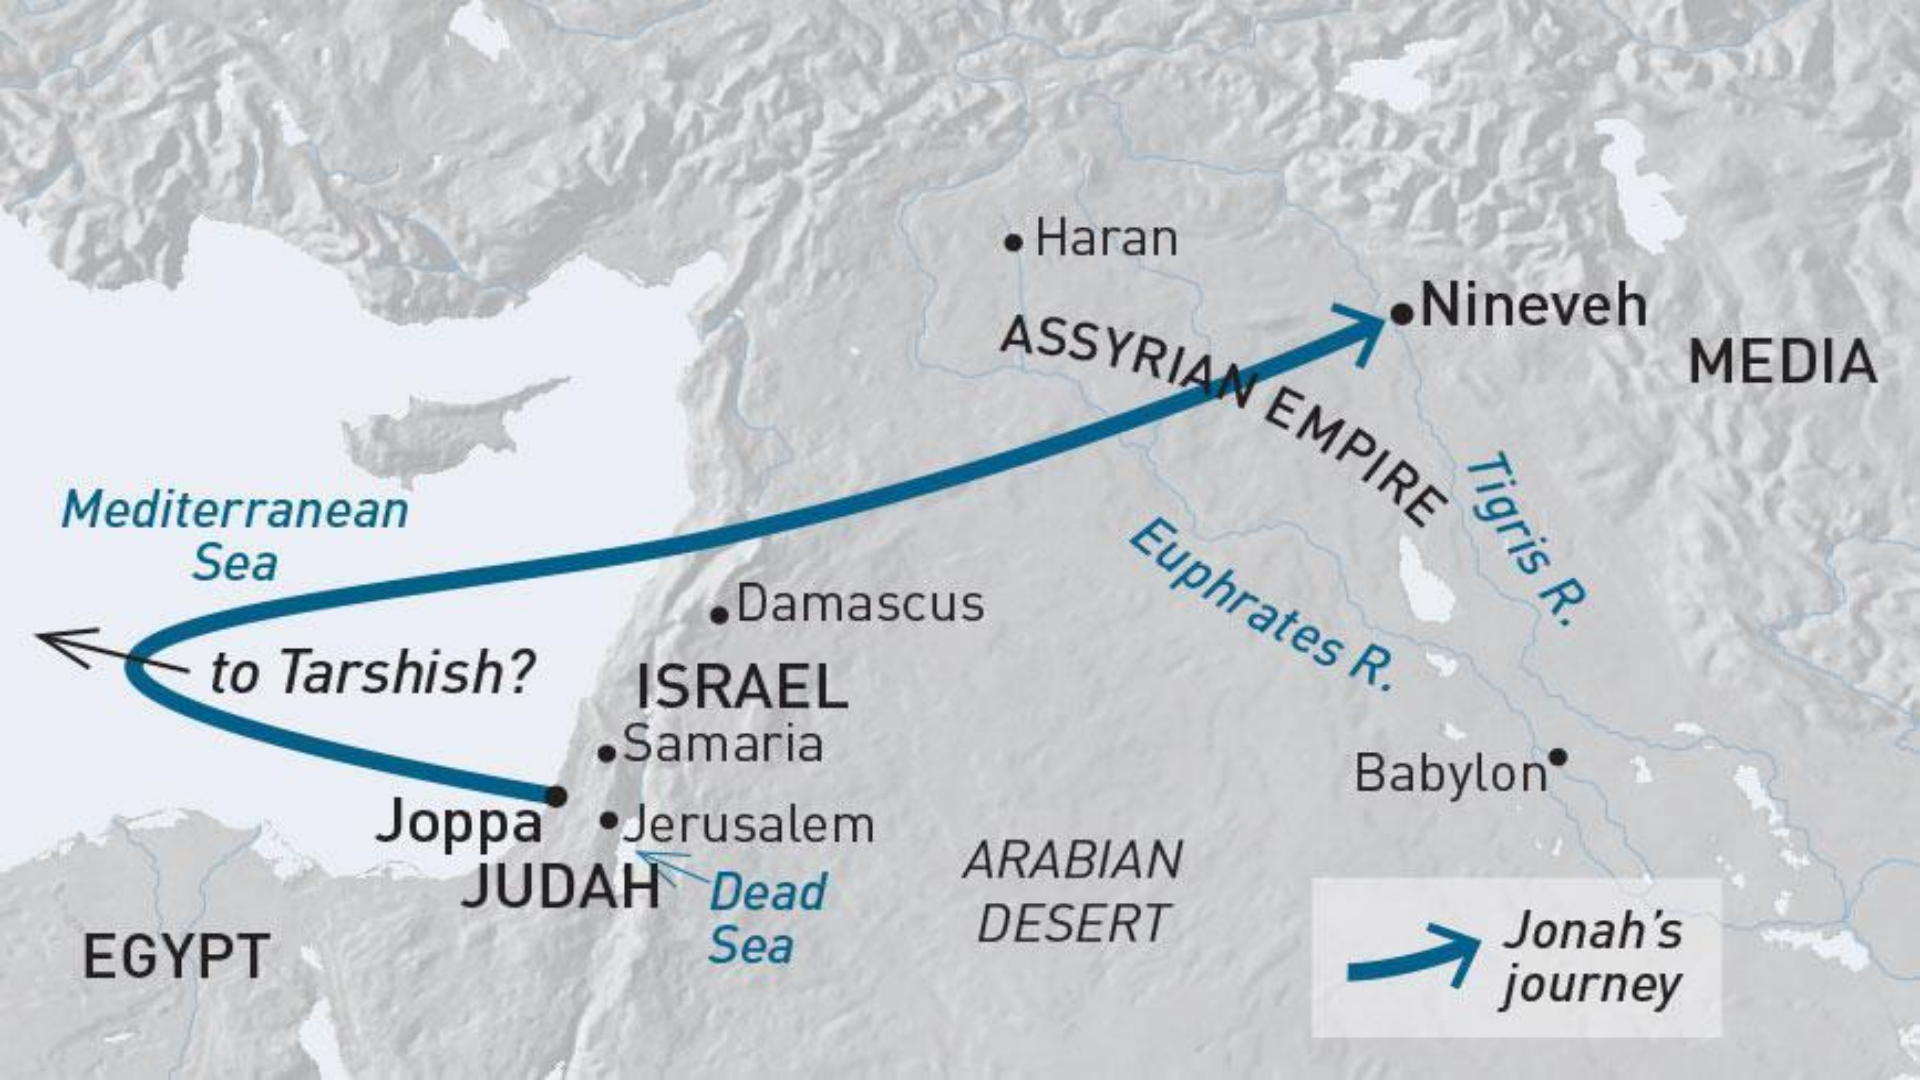 Haran
Nineveh
ASSYRIAN EMPIRE
MEDIA
Mediterranean
Sea
Tigris R.
Euphrates R.
Damascus
to Tarshish?
ISRAEL
Samaria
Babylon
Joppa
Jerusalem
JUDAH
Dead
Sea
ARABIAN
DESERT
EGYPT
Jonah's
journey